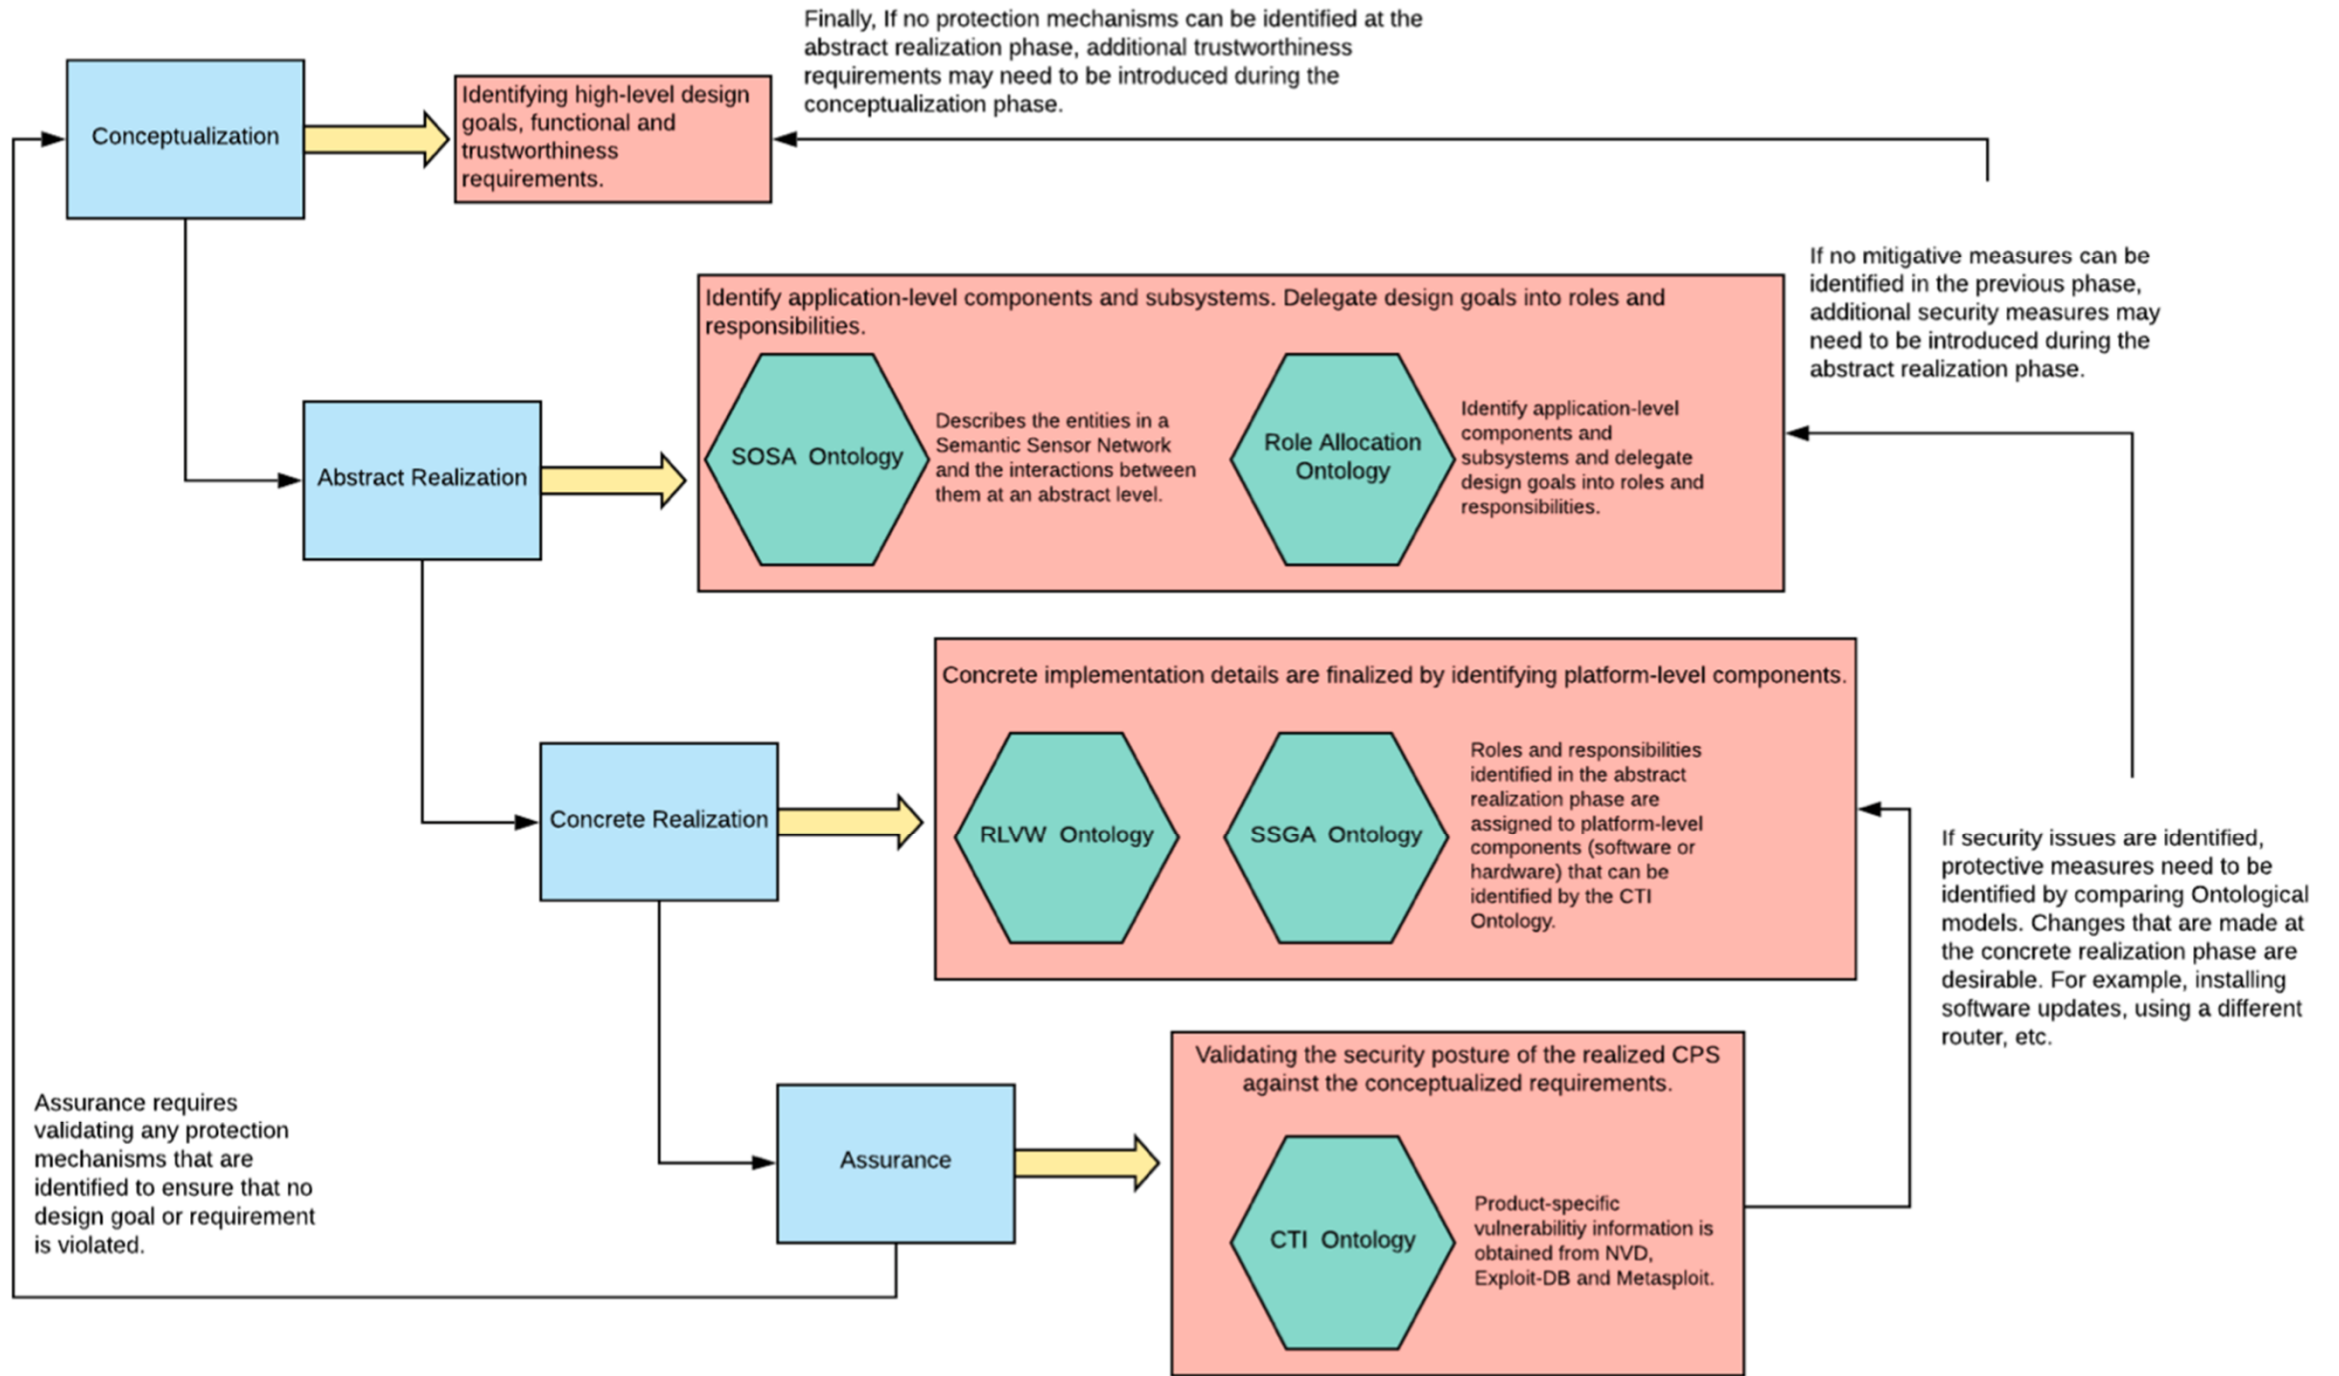 Finally, If no protection mechanisms can be identified at the
abstract realization phase, additional trustworthiness
requirements may need to be introduced during the
conceptualization phase.
Conceptualization
Identifying high-level design
goals, functional and
trustworthiness
requirements.
If no mitigative measures can be
identified in the previous phase,
additional security measures may
need to be introduced during the
abstract realization phase.
Identify application-level components and subsystems. Delegate design goals into roles and
responsibilities.
Abstract Realization
SOSA Ontology
Describes the entities in a
Semantic Sensor Network
and the interactions between
them at an abstract level.
Role Allocation
Ontology
Identify application-level
components and
subsystems and delegate
design goals into roles and
responsibilities.
Concrete implementation details are finalized by identifying platform-level components.
Concrete Realization
RLVW Ontology
SSGA Ontology
Roles and responsibilities
identified in the abstract
realization phase are
assigned to platform-level
components (software or
hardware) that can be
identified by the CTI
Ontology.
If security issues are identified,
protective measures need to be
identified by comparing Ontological
models. Changes that are made at
the concrete realization phase are
desirable. For example, installing
software updates, using a different
router, etc.
Validating the security posture of the realized CPS
against the conceptualized requirements.
Assurance
CTI Ontology
Product-specific
vulnerabilitiy information is
obtained from NVD,
Exploit-DB and Metasploit.
Assurance requires
validating any protection
mechanisms that are
identified to ensure that no
design goal or requirement
is violated.